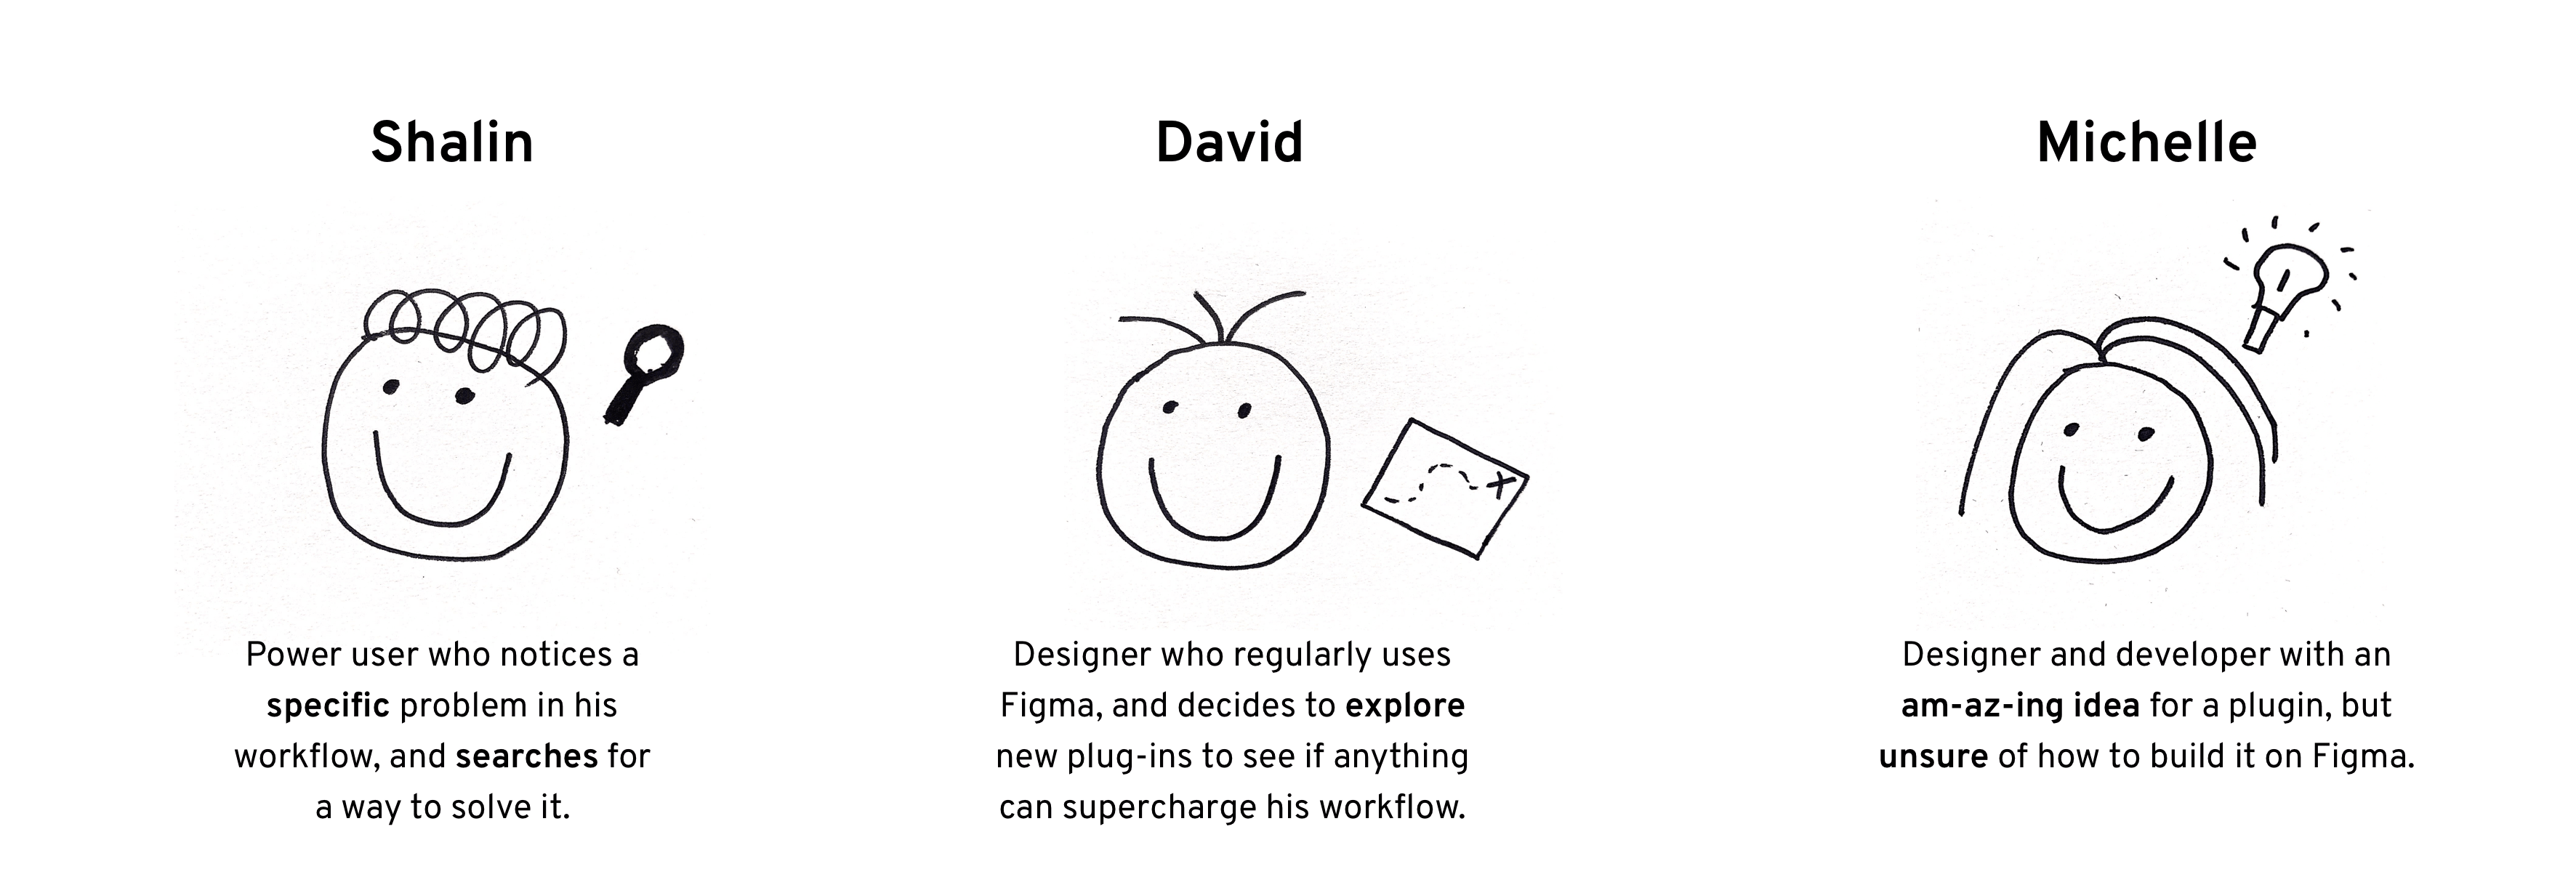 Shalin
Power user who notices a
specific problem in his
workflow, and searches for
a way to solve it.
David
Designer who regularly uses
Figma, and decides to explore
new plug-ins to see if anything
can supercharge his workflow.
Michelle
Designer and developer with an
am-az-ing idea for a plugin, but
unsure of how to build it on Figma.